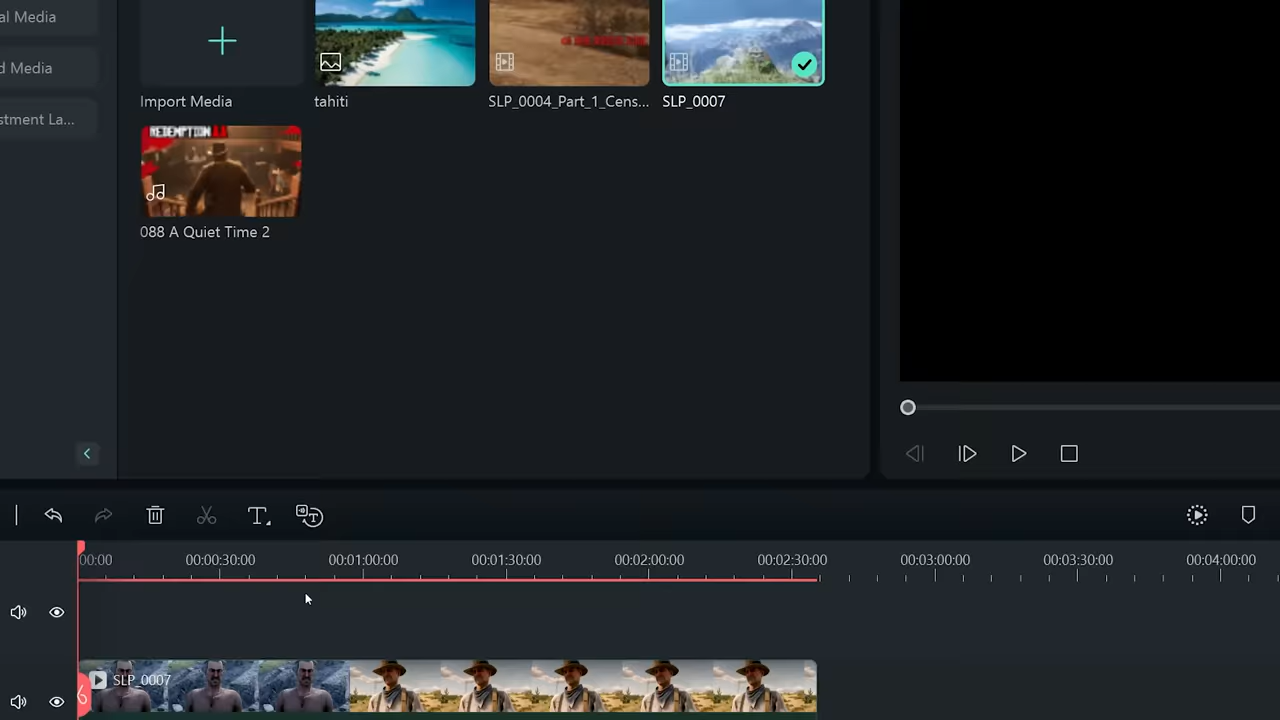 al Media
d Media
stment La...
Import Media
tahiti
SLP_0004_Part_1_Cens...
SLP_0007
REDEMPTION II
088 A Quiet Time 2
T
T
00:00
00:00:30:00
00:01:00:00
00:01:30:00
00:02:00:00
00:02:30:00
00:03:00:00
00:03:30:00
00:04:00:00
SLP_0007